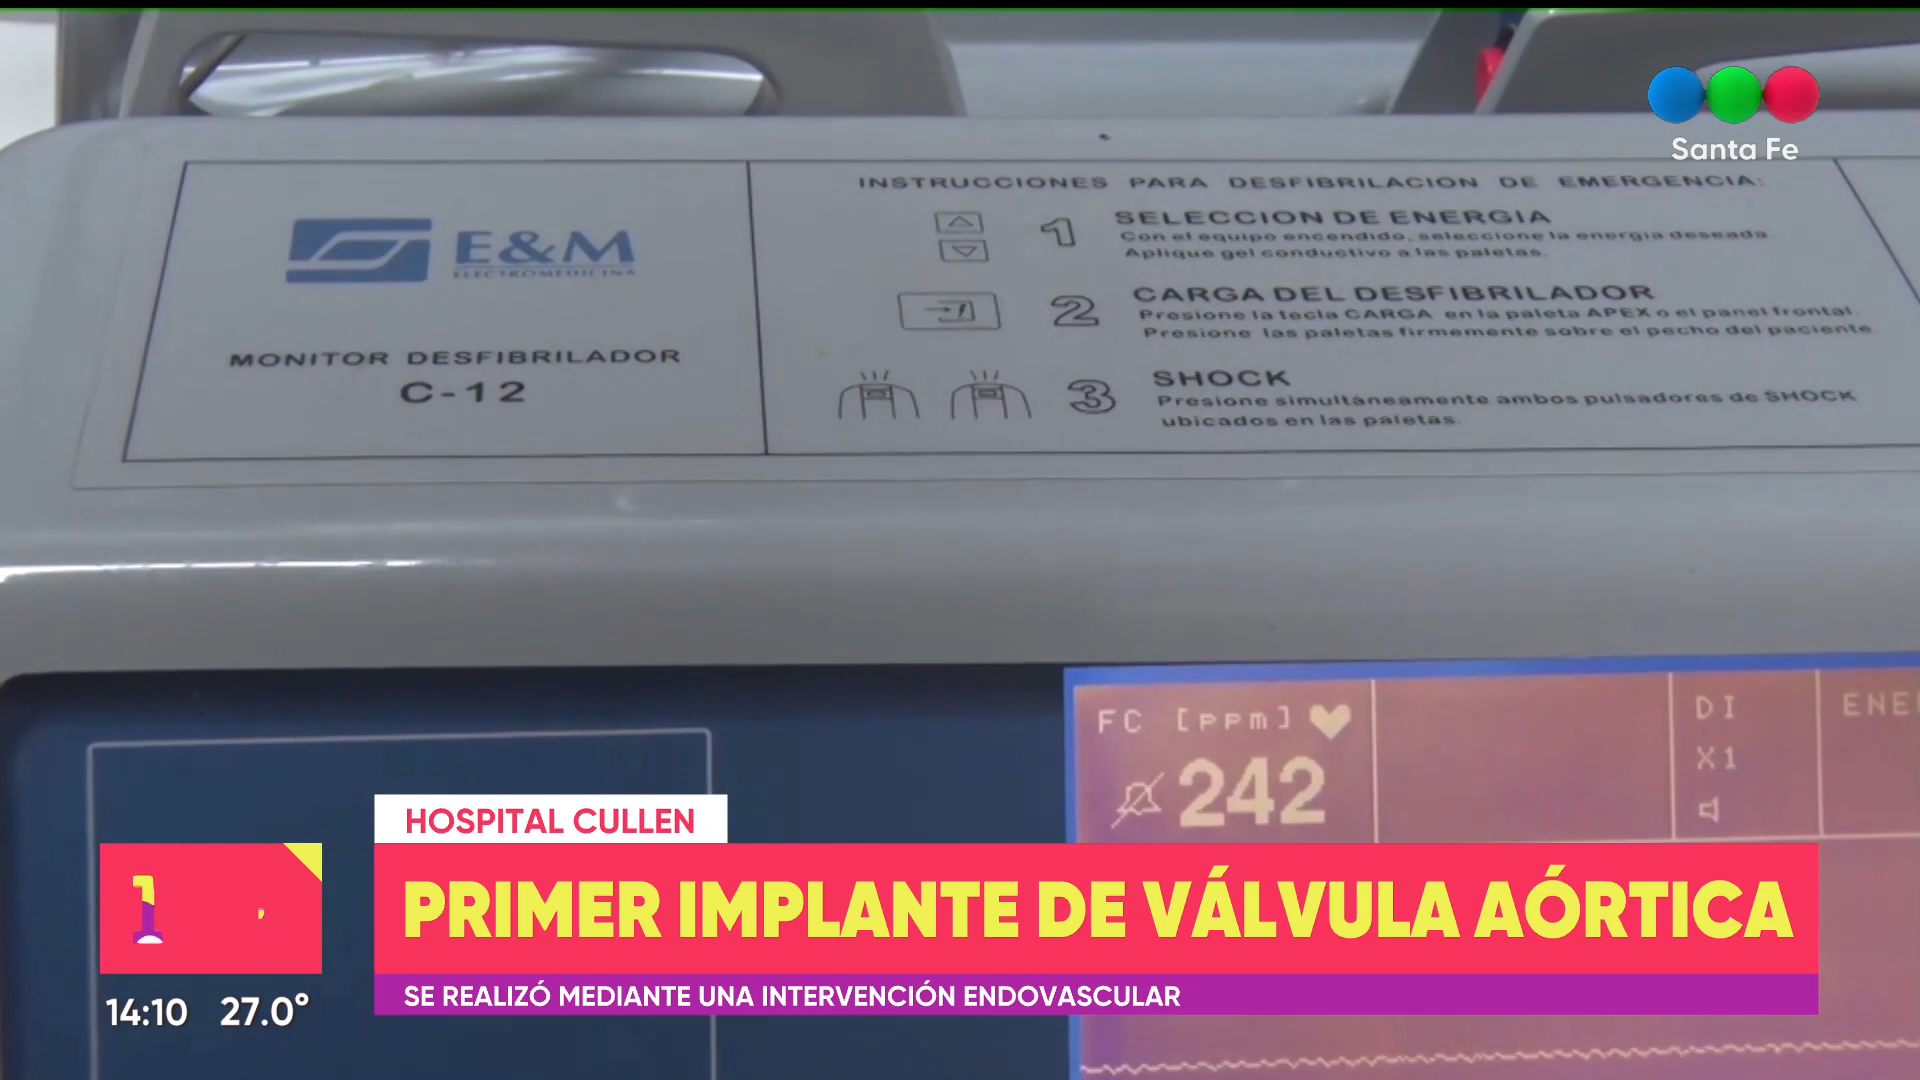 Santa Fe
E&M
ELECTROMEDICINA
MONITOR DESFIBRILADOR
C-12
INSTRUCCIONES PARA DESFIBRILACION DE EMERGENCIA:
1 SELECCION DE ENERGIA
Con el equipo encendido, seleccione la energia deseada.
Aplique gel conductivo a las paletas.
2 CARGA DEL DESFIBRILADOR
Presione la tecla CARGA en la paleta APEX o el panel frontal.
Presione las paletas firmemente sobre el pecho del paciente.
3 SHOCK
Presione simultáneamente ambos pulsadores de SHOCK
ubicados en las paletas.
FC [ppm]
242
DI
X1
ENE
HOSPITAL CULLEN
PRIMER IMPLANTE DE VÁLVULA AÓRTICA
SE REALIZÓ MEDIANTE UNA INTERVENCIÓN ENDOVASCULAR
1
14:10 27.0°